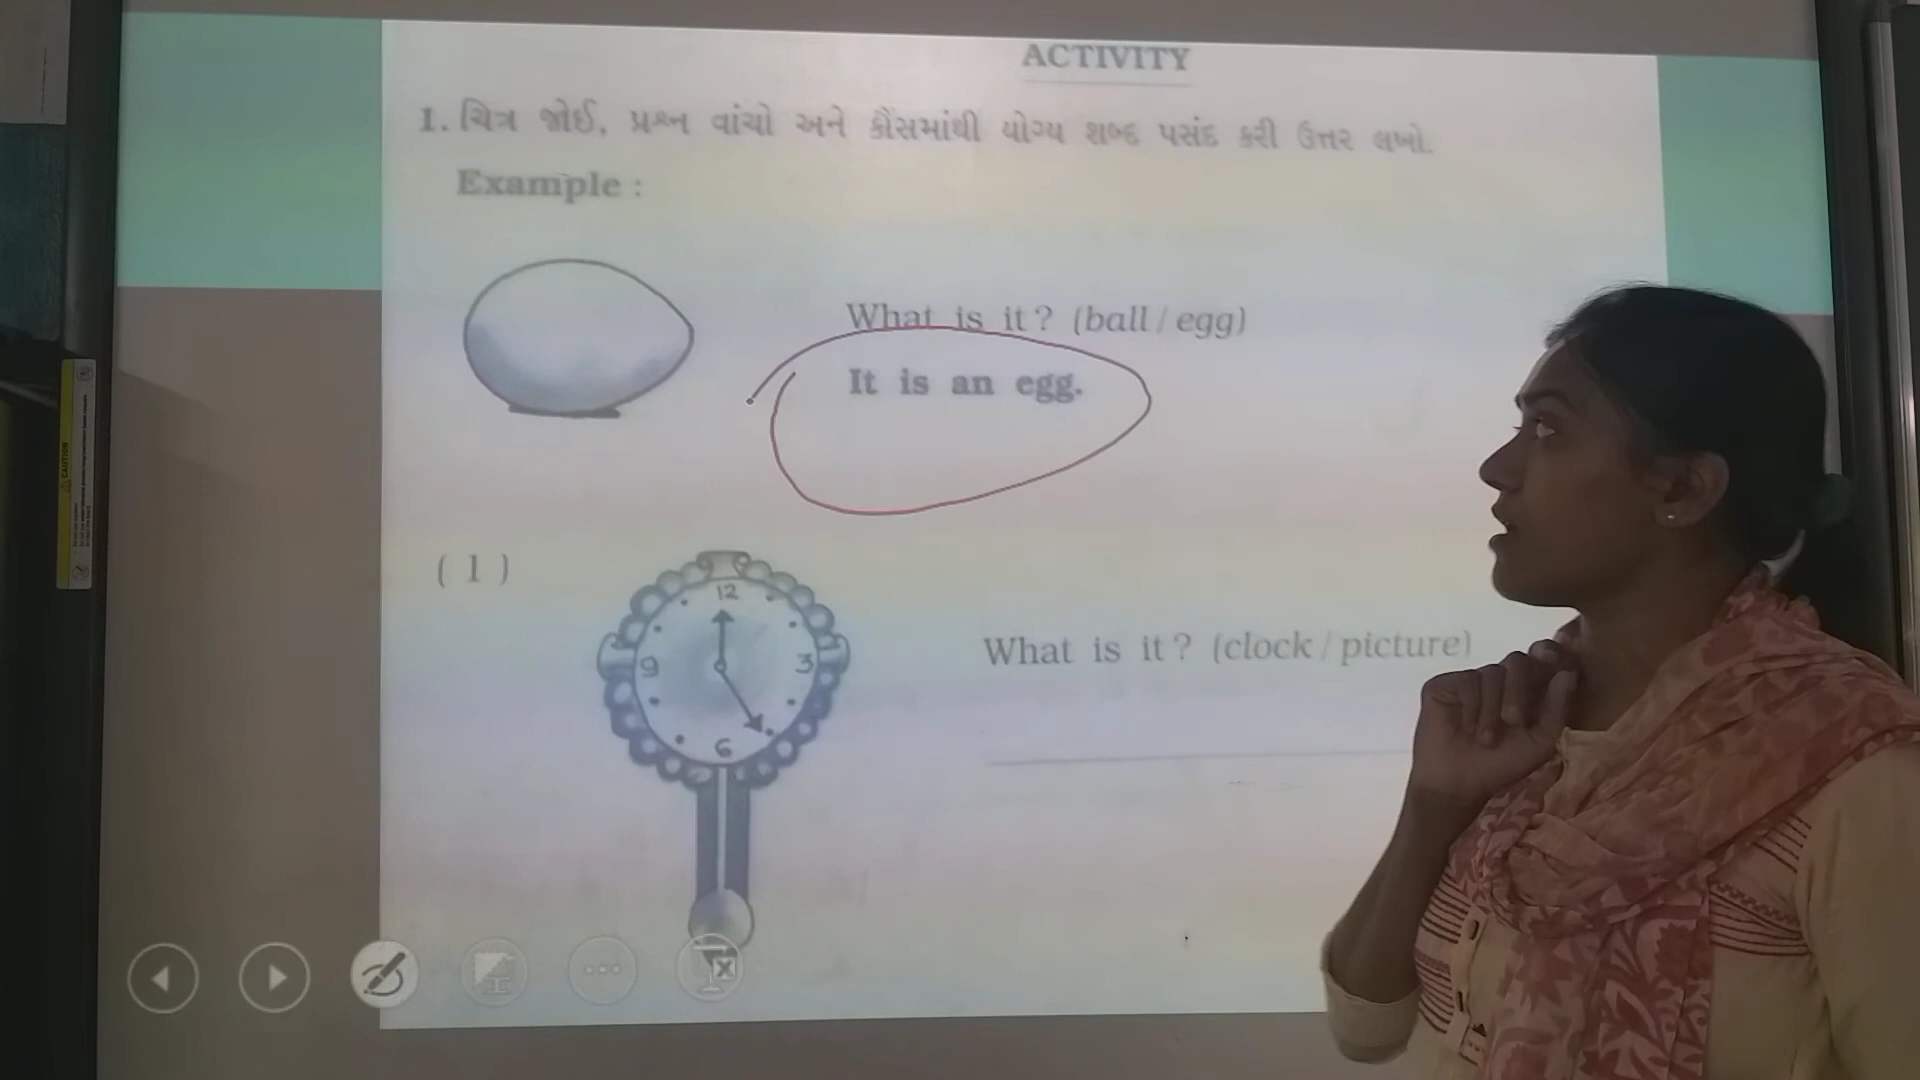 ACTIVITY
1. ચિત્ર જોઈ, પ્રશ્ન વાંચો અને કૌંસમાંથી યોગ્ય શબ્દ પસંદ કરી ઉત્તર લખો.
Example :
What is it? (ball / egg)
It is an egg.
( 1 )
12
9 3
6
What is it? (clock / picture)
CAUTION